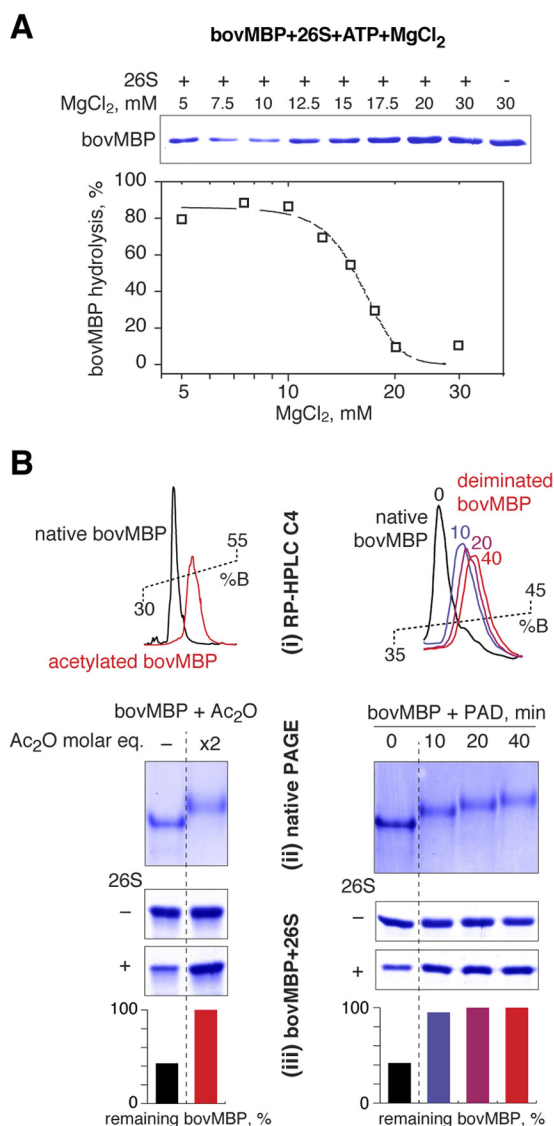 A
bovMBP+26S+ATP+MgCl2
26S + + + + + + + + -
MgCl2, mM 5 7.5 10 12.5 15 17.5 20 30 30
bovMBP
100
80
60
40
20
0
bovMBP hydrolysis, %
5 10 20 30
MgCl2, mM
B
native bovMBP
55
%B
30
acetylated bovMBP
(i) RP-HPLC C4
deiminated
bovMBP
0
native
bovMBP
10
20
40
45
%B
35
bovMBP + Ac2O
Ac2O molar eq. – x2
(ii) native PAGE
bovMBP + PAD, min
0 10 20 40
26S
–
+
100
0
remaining bovMBP, %
(iii) bovMBP+26S
26S
–
+
100
0
remaining bovMBP, %